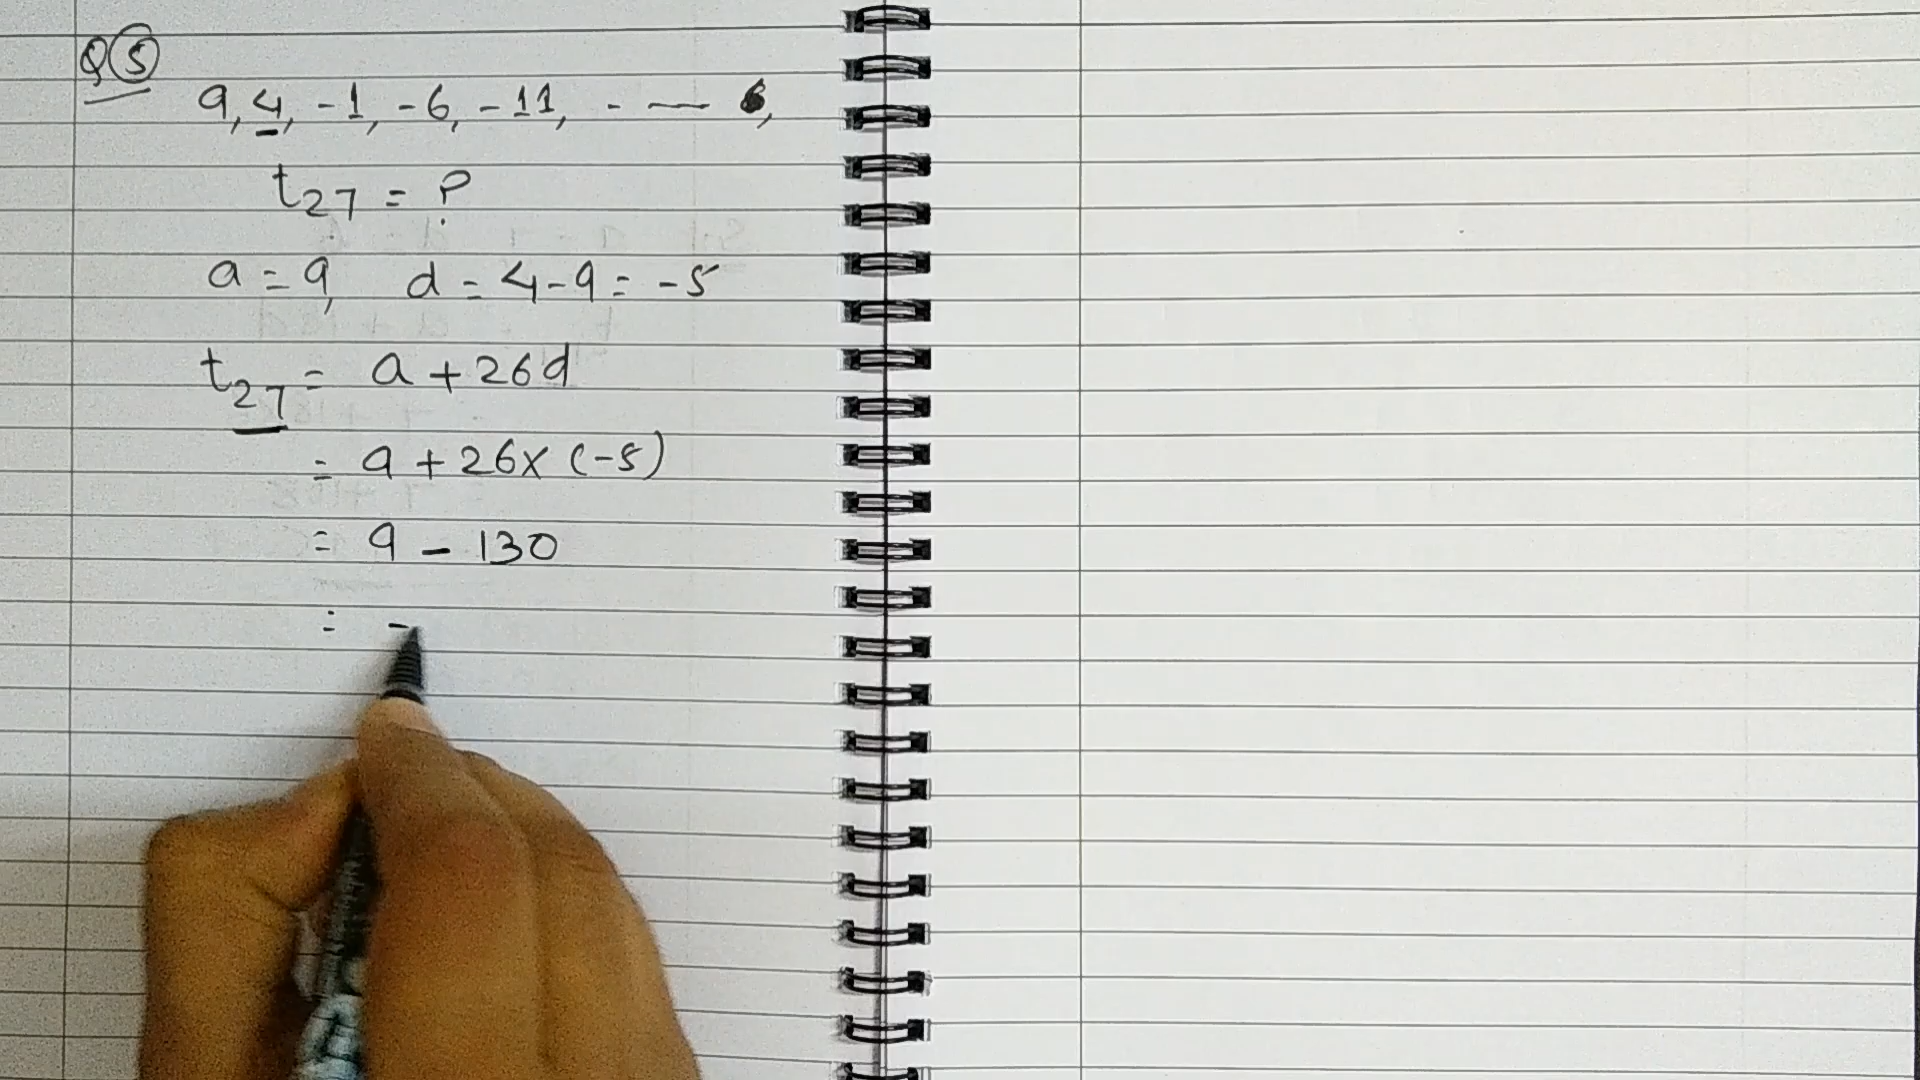 Q5
9, 4, -1, -6, -11, - — ,
t27 = ?
a = 9, d = 4-9 = -5
t27 = a + 26d
= 9 + 26x (-5)
= 9 - 130
= -